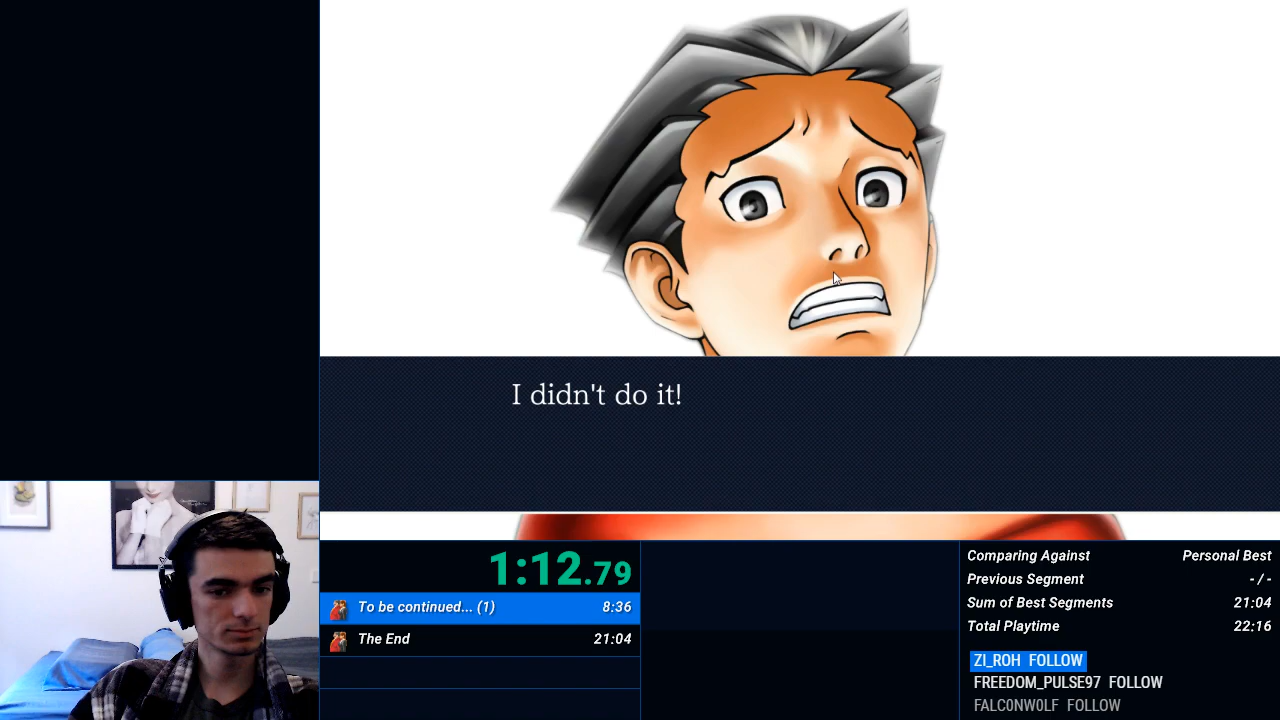 I didn't do it!
1:12.79
To be continued... (1) 8:36
The End 21:04
Comparing Against Personal Best
Previous Segment - / -
Sum of Best Segments 21:04
Total Playtime 22:16
ZI_ROH FOLLOW
FREEDOM_PULSE97 FOLLOW
FALC0NW0LF FOLLOW